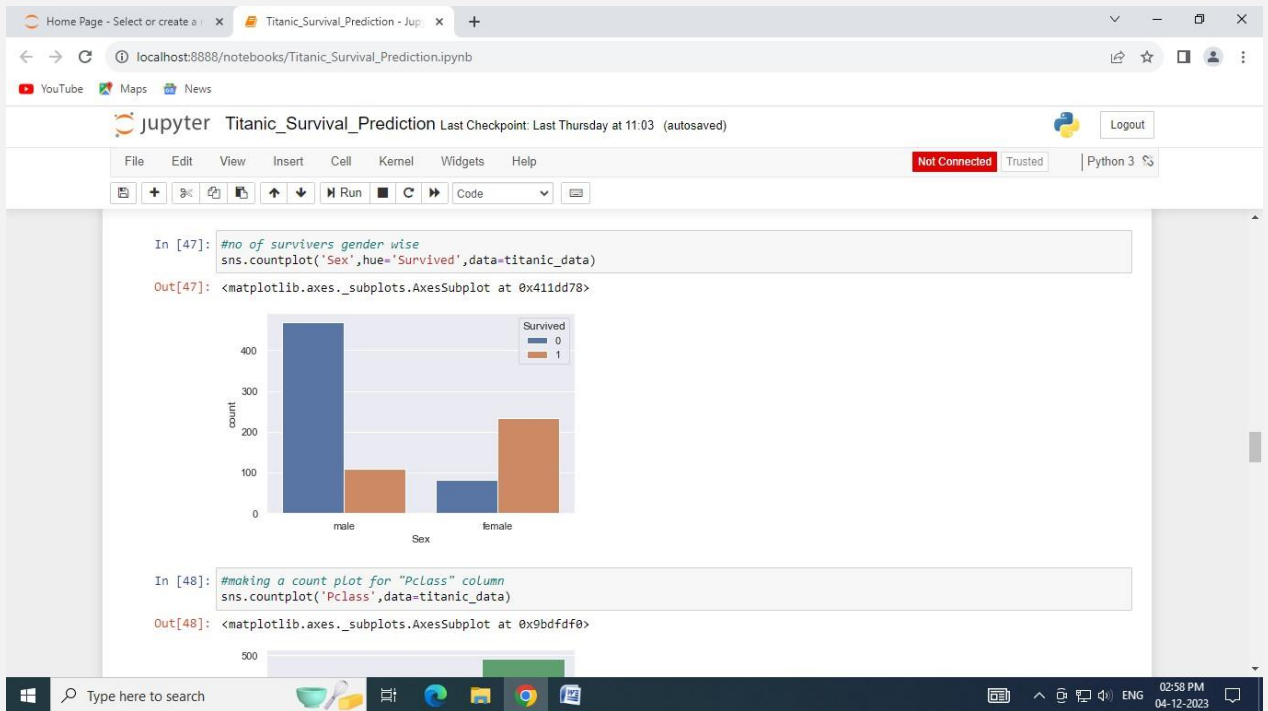 Home Page - Select or create a
Titanic_Survival_Prediction - Jup
localhost:8888/notebooks/Titanic_Survival_Prediction.ipynb
YouTube Maps News
jupyter Titanic_Survival_Prediction Last Checkpoint: Last Thursday at 11:03 (autosaved)
Logout
File Edit View Insert Cell Kernel Widgets Help
Not Connected Trusted Python 3
Run Code
In [47]: #no of survivers gender wise
sns.countplot('Sex',hue='Survived',data=titanic_data)
Out[47]: <matplotlib.axes._subplots.AxesSubplot at 0x411dd78>
Survived
0
1
400
300
200
100
0
count
male female
Sex
In [48]: #making a count plot for "Pclass" column
sns.countplot('Pclass',data=titanic_data)
Out[48]: <matplotlib.axes._subplots.AxesSubplot at 0x9bdfdf0>
500
Type here to search
ENG
02:58 PM
04-12-2023